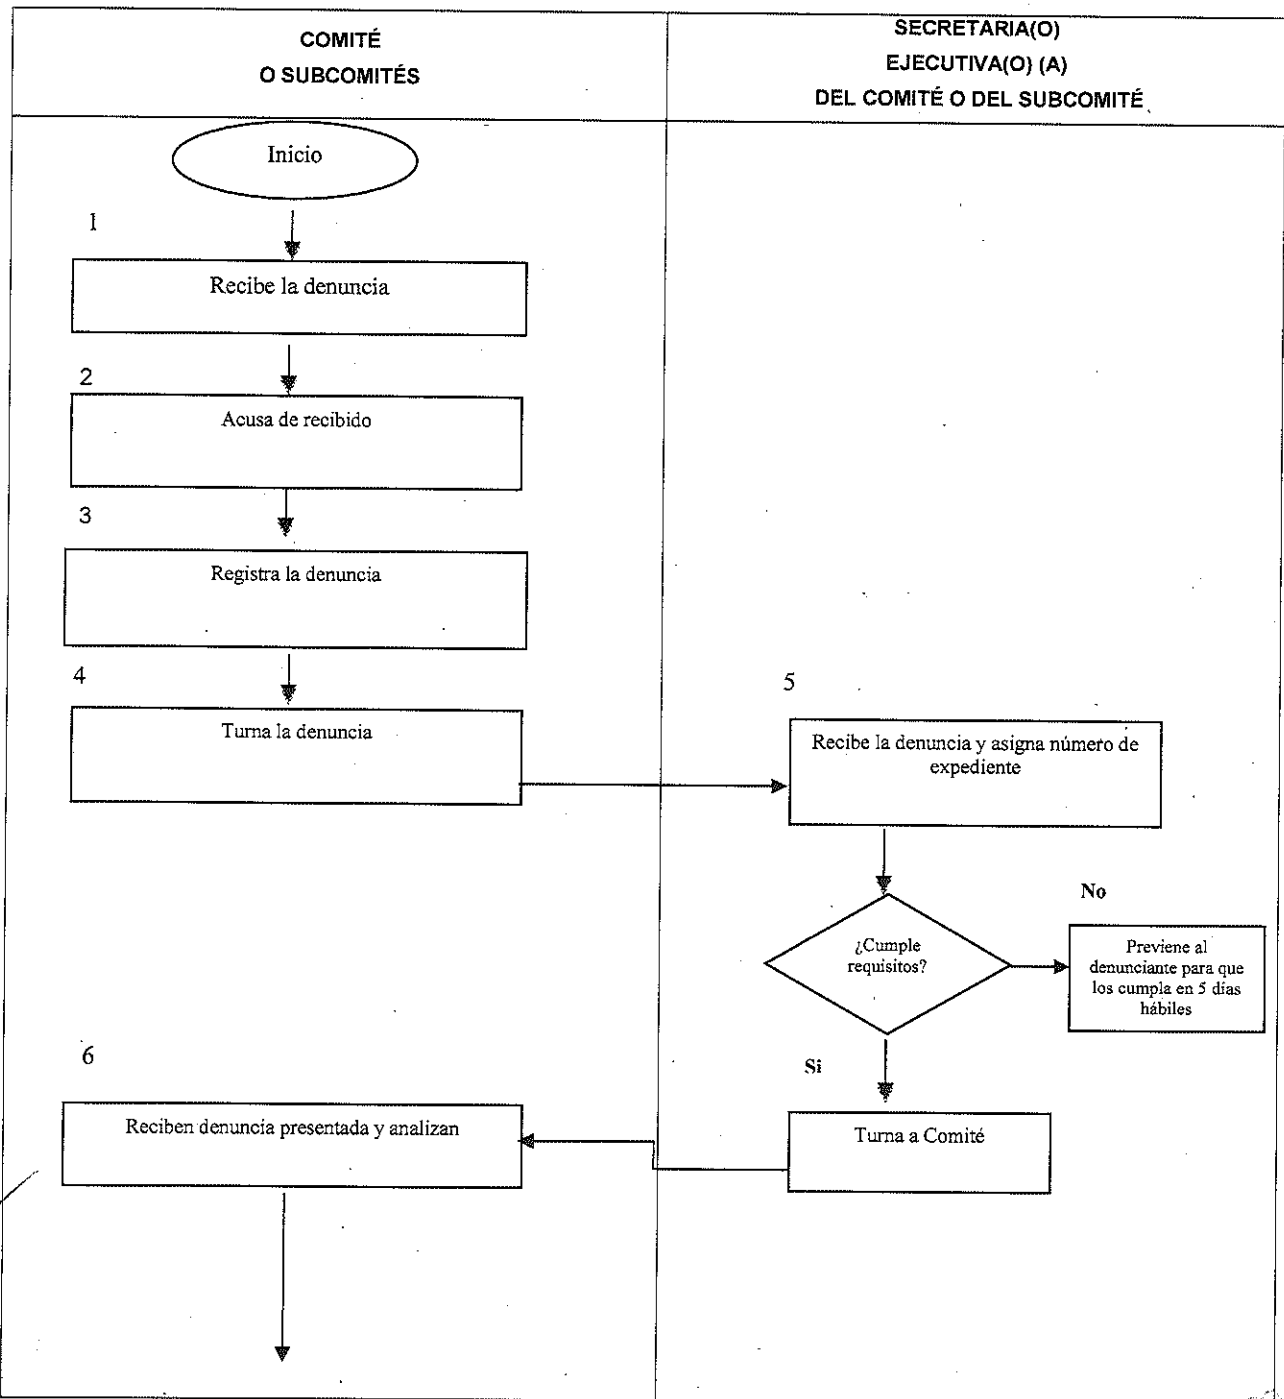 COMITÉ
O SUBCOMITÉS
SECRETARIA(O)
EJECUTIVA(O) (A)
DEL COMITÉ O DEL SUBCOMITÉ
Inicio
1
Recibe la denuncia
2
Acusa de recibido
3
Registra la denuncia
4
Turna la denuncia
5
Recibe la denuncia y asigna número de
expediente
¿Cumple
requisitos?
No
Previene al
denunciante para que
los cumpla en 5 días
hábiles
Si
Turna a Comité
6
Reciben denuncia presentada y analizan